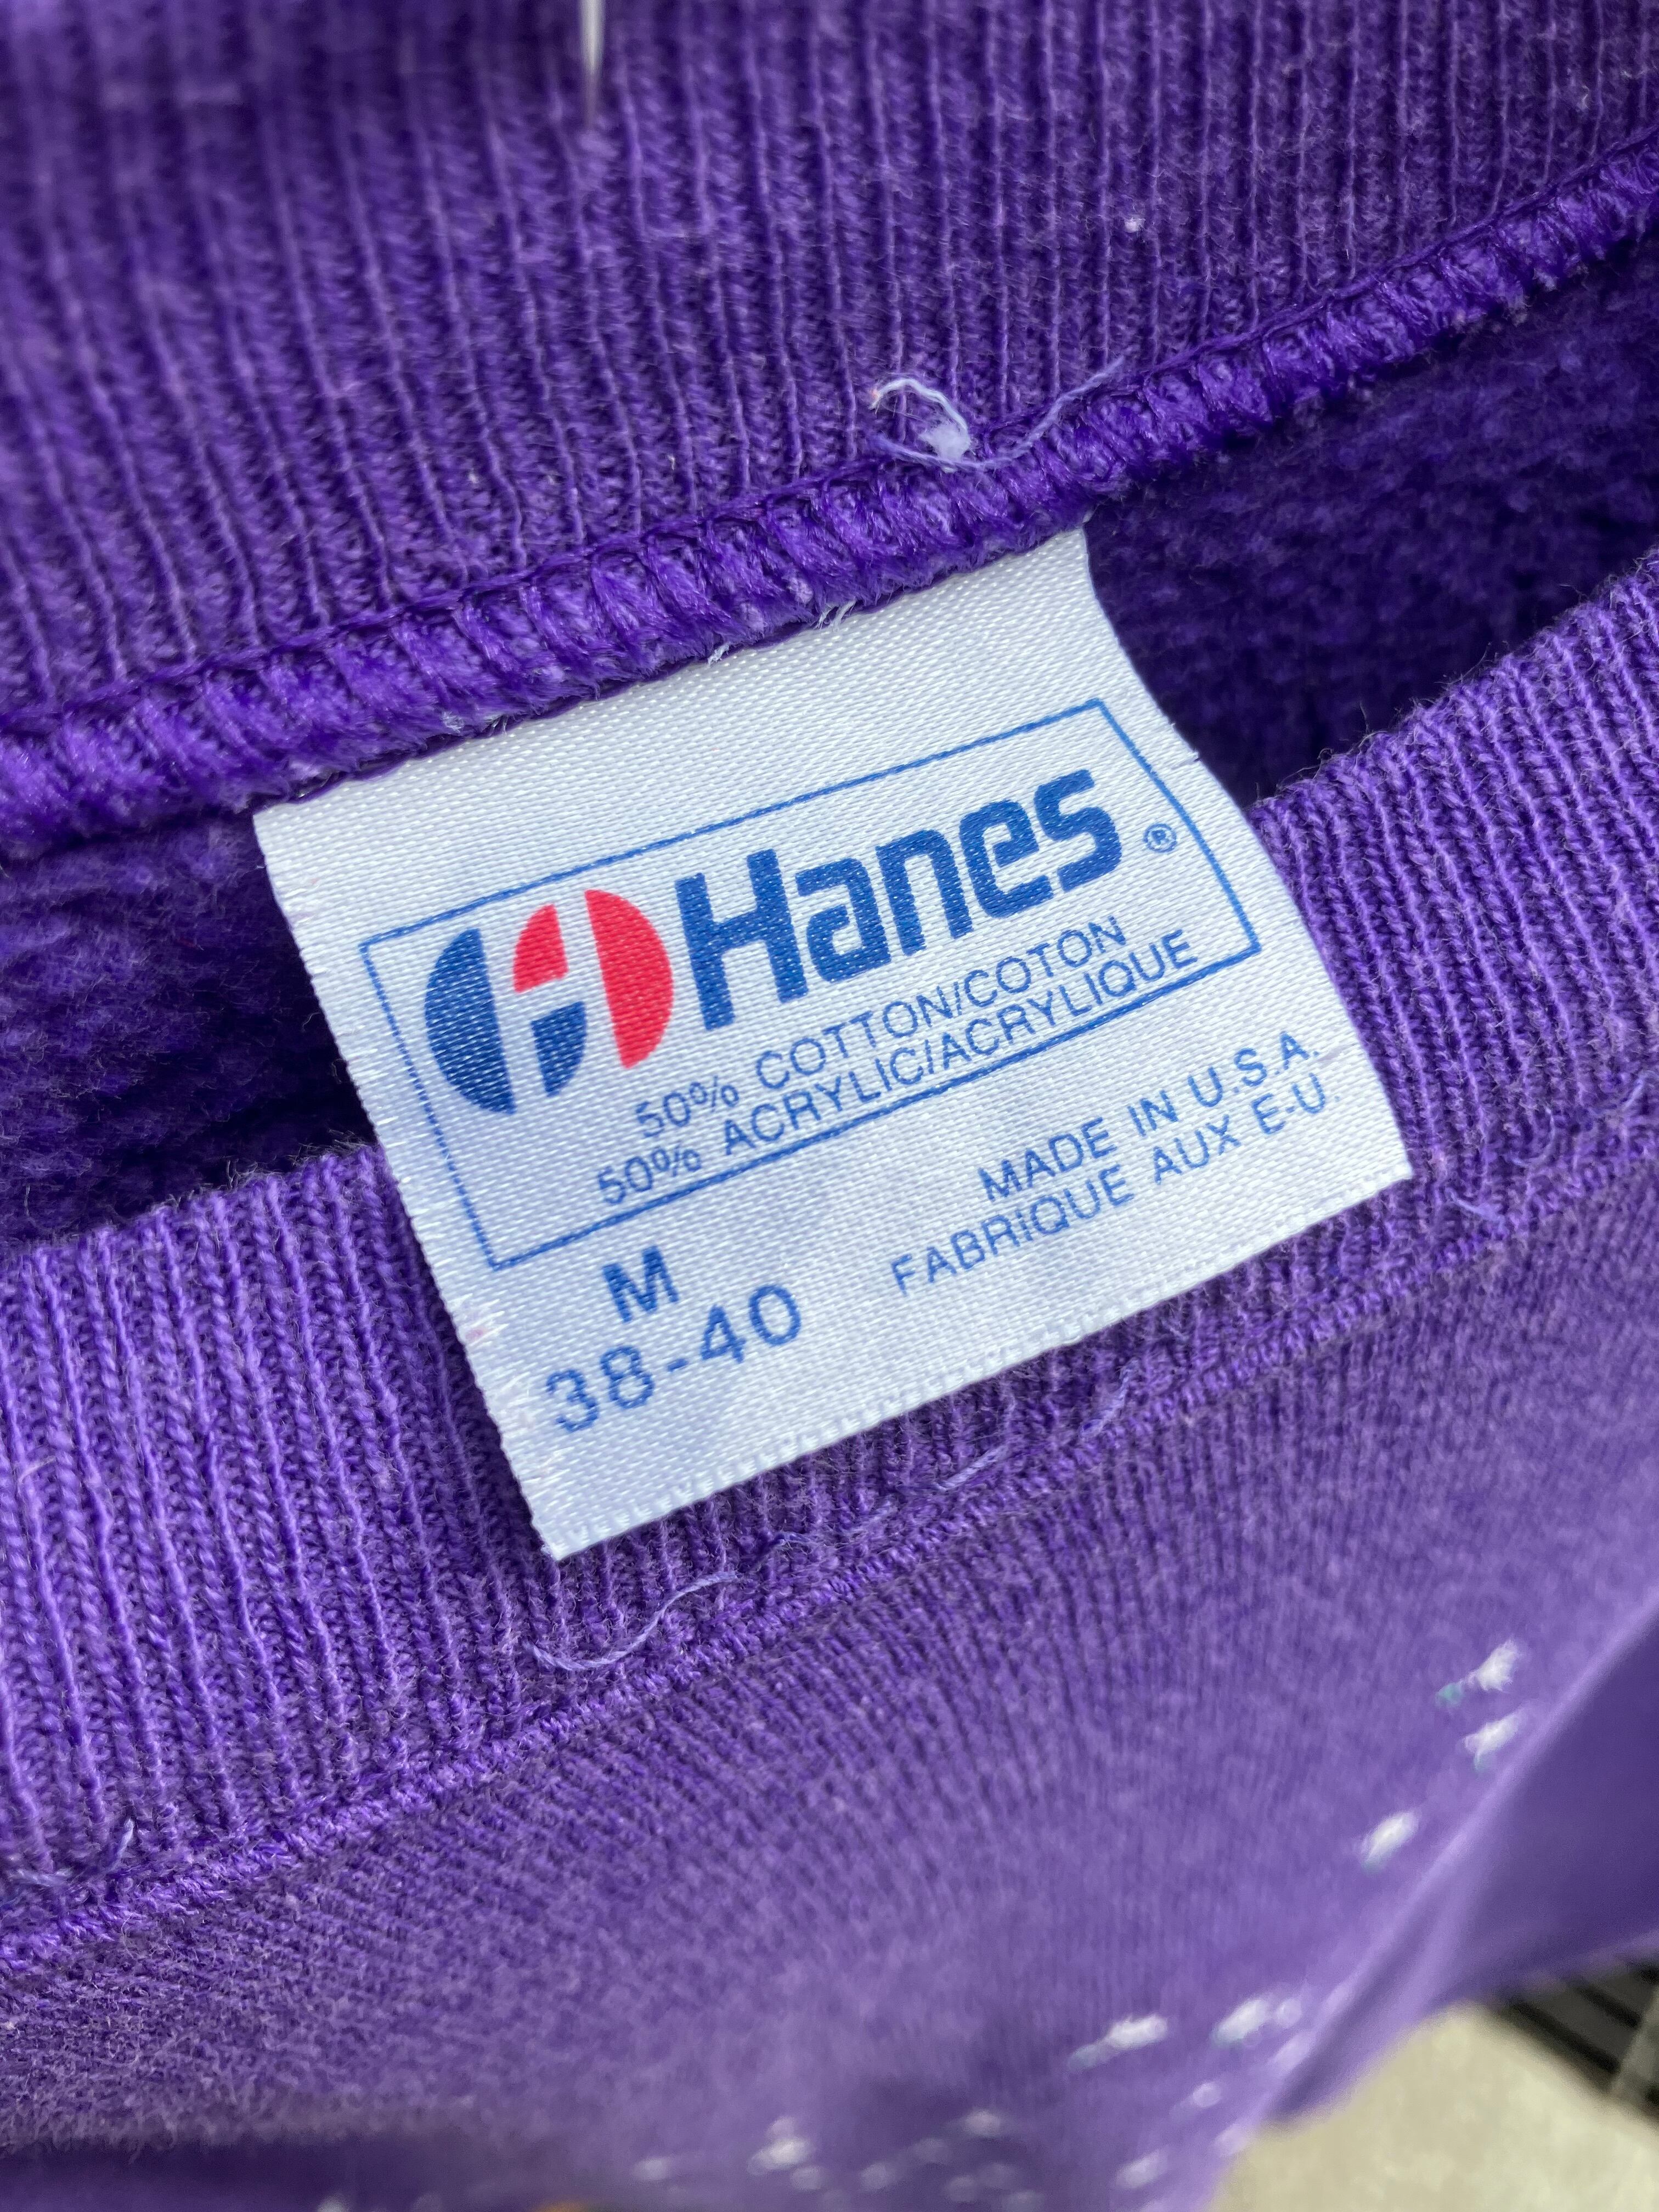 Hanes®
50% COTTON/COTON
50% ACRYLIC/ACRYLIQUE
M
38-40
MADE IN U.S.A.
FABRIQUE AUX E-U.